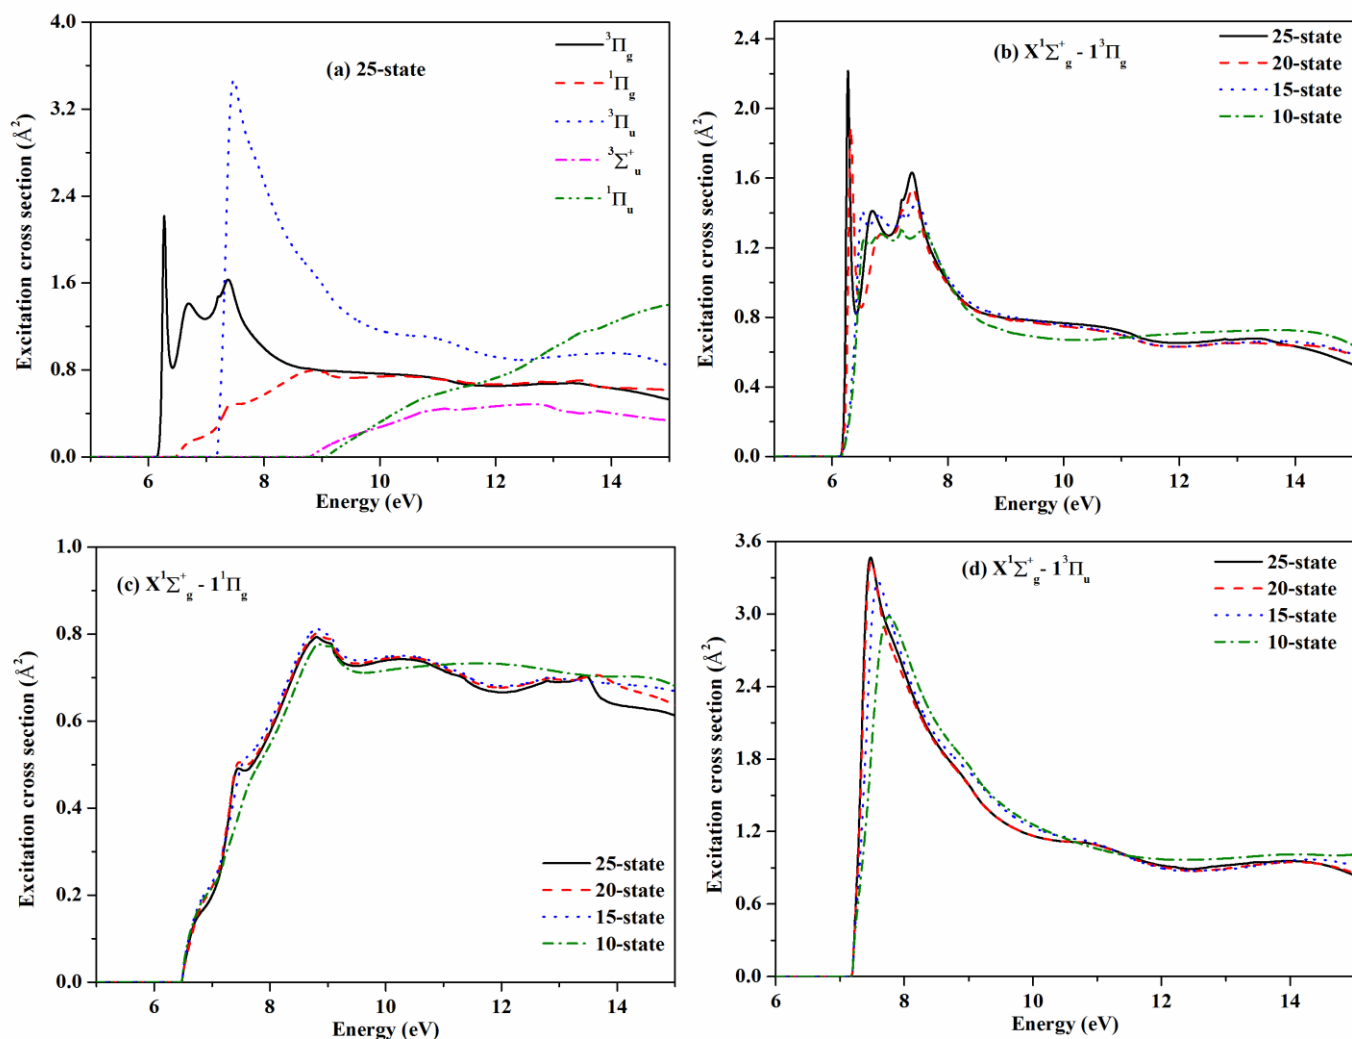 (a) 25-state
³Πg
¹Πg
³Πu
³Σ⁺u
¹Πu
4.0
3.2
2.4
1.6
0.8
0.0
Excitation cross section (Å²)
6 8 10 12 14
Energy (eV)
(b) X¹Σ⁺g - 1³Πg
25-state
20-state
15-state
10-state
2.4
2.0
1.6
1.2
0.8
0.4
0.0
Excitation cross section (Å²)
6 8 10 12 14
Energy (eV)
(c) X¹Σ⁺g - 1¹Πg
25-state
20-state
15-state
10-state
1.0
0.8
0.6
0.4
0.2
0.0
Excitation cross section (Å²)
6 8 10 12 14
Energy (eV)
(d) X¹Σ⁺g - 1³Πu
25-state
20-state
15-state
10-state
3.6
3.0
2.4
1.8
1.2
0.6
0.0
Excitation cross section (Å²)
6 8 10 12 14
Energy (eV)